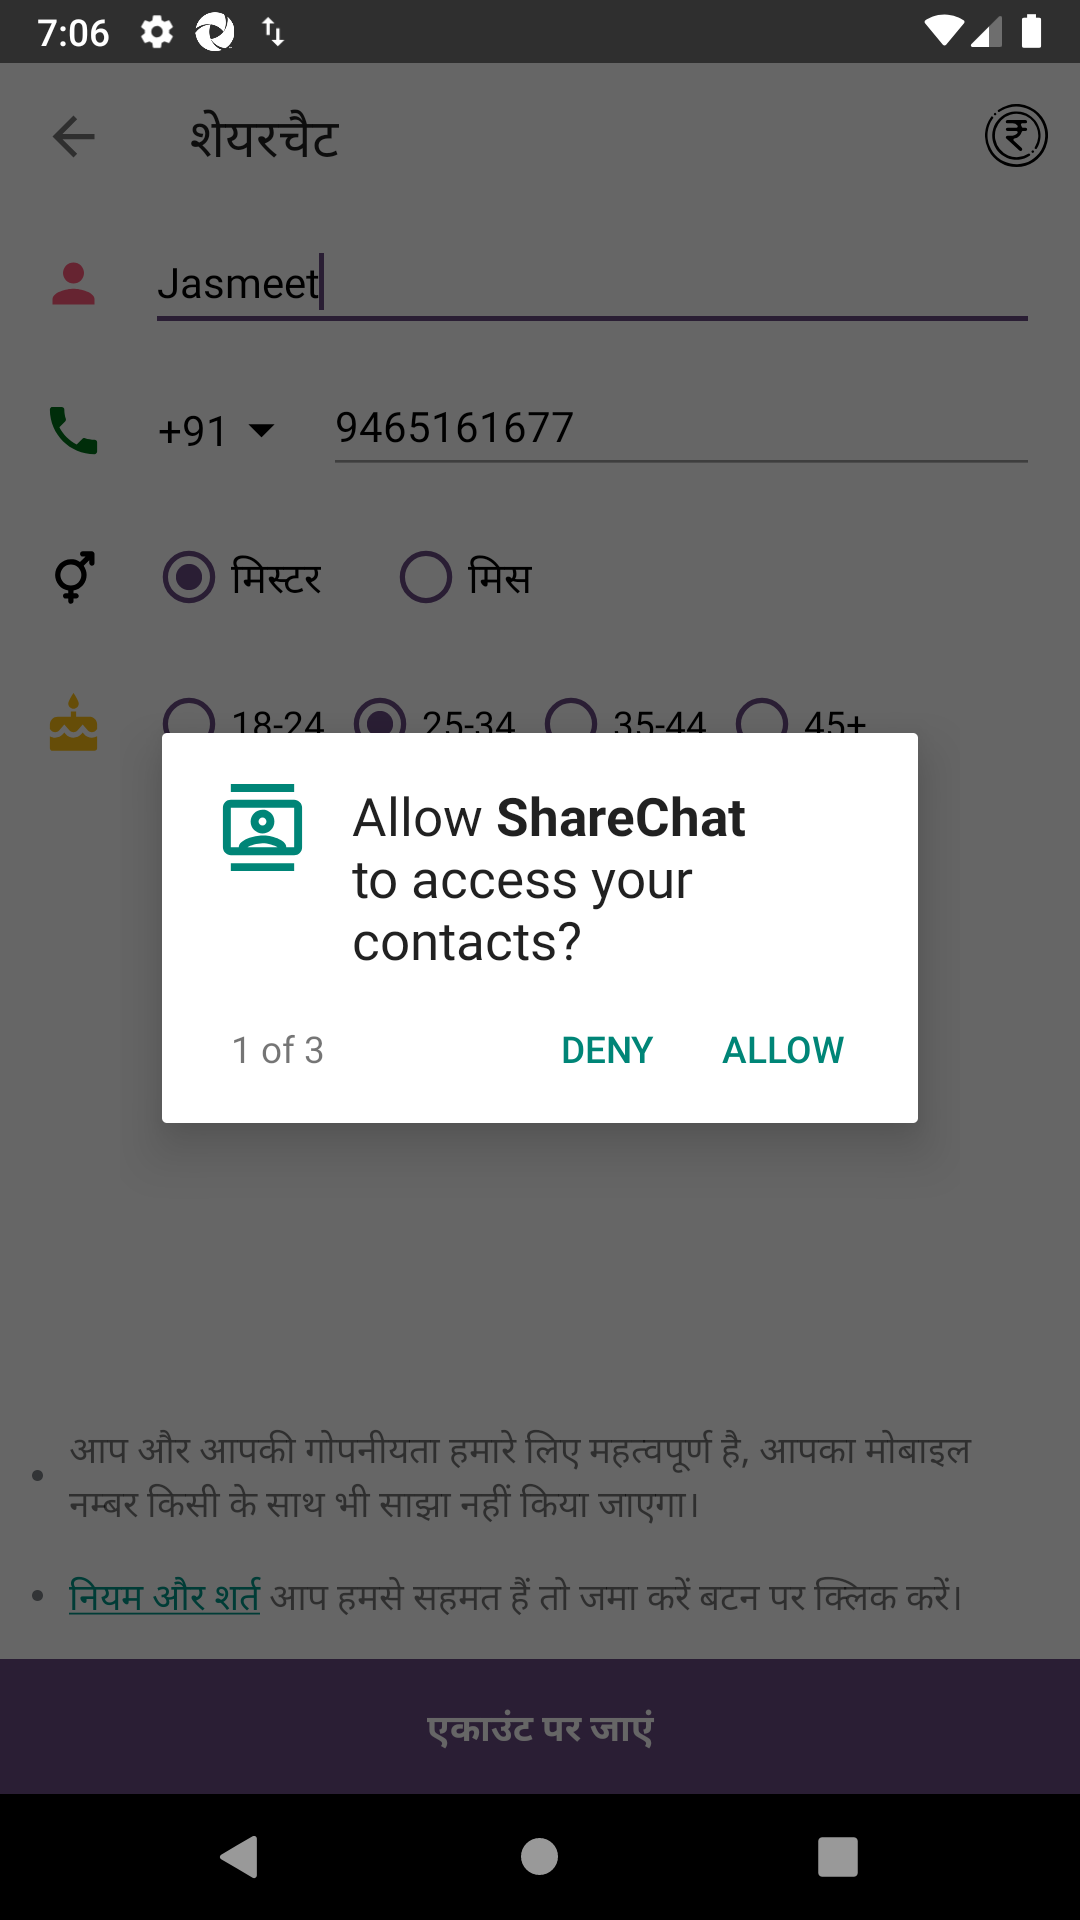 7:06
शेयरचैट
Jasmeet
+91 9465161677
मिस्टर मिस
18-24 25-34 35-44 45+
Allow ShareChat
to access your
contacts?
1 of 3 DENY ALLOW
आप और आपकी गोपनीयता हमारे लिए महत्वपूर्ण है, आपका मोबाइल
नम्बर किसी के साथ भी साझा नहीं किया जाएगा।
नियम और शर्त आप हमसे सहमत हैं तो जमा करें बटन पर क्लिक करें।
एकाउंट पर जाएं